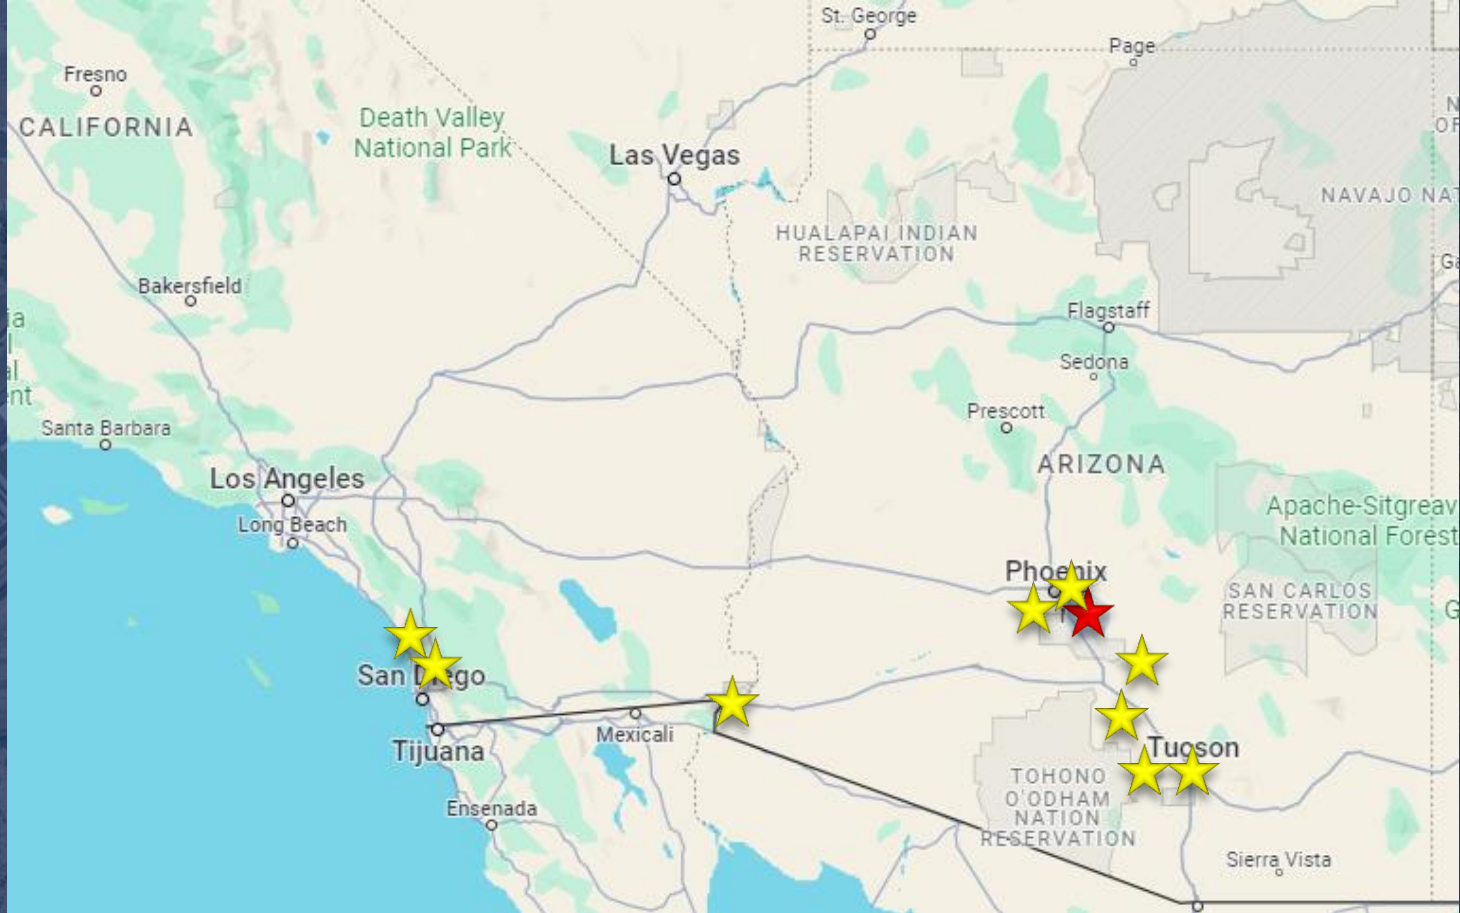 St. George
Page
Fresno
CALIFORNIA
Death Valley
National Park
Las Vegas
NAVAJO NAT
HUALAPAI INDIAN
RESERVATION
Bakersfield
Flagstaff
Sedona
Prescott
Santa Barbara
ARIZONA
Los Angeles
Long Beach
Apache-Sitgreav
National Forest
Phoenix
SAN CARLOS
RESERVATION
San Diego
Tijuana
Mexicali
Tucson
TOHONO
O'ODHAM
NATION
RESERVATION
Ensenada
Sierra Vista